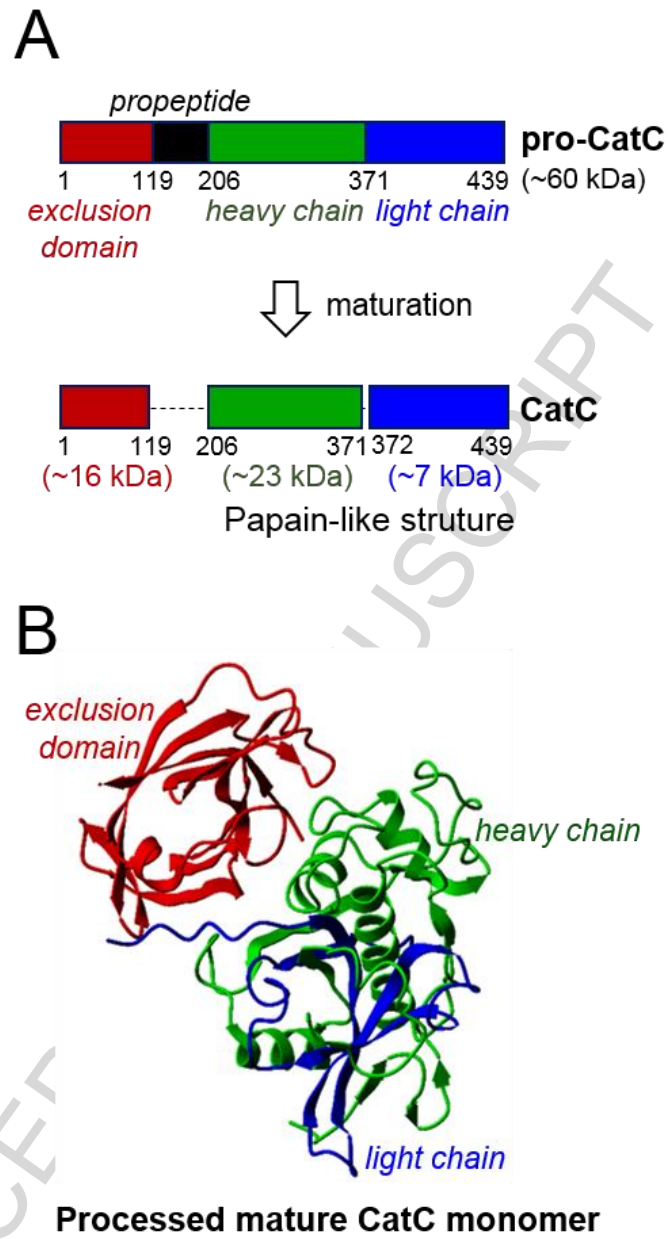 A
propeptide
pro-CatC
1 119 206 371 439 (~60 kDa)
exclusion domain heavy chain light chain
maturation
CatC
1 119 206 371 372 439
(~16 kDa) (~23 kDa) (~7 kDa)
Papain-like struture
USCRIPT
B
exclusion
domain
heavy chain
light chain
CE
Processed mature CatC monomer